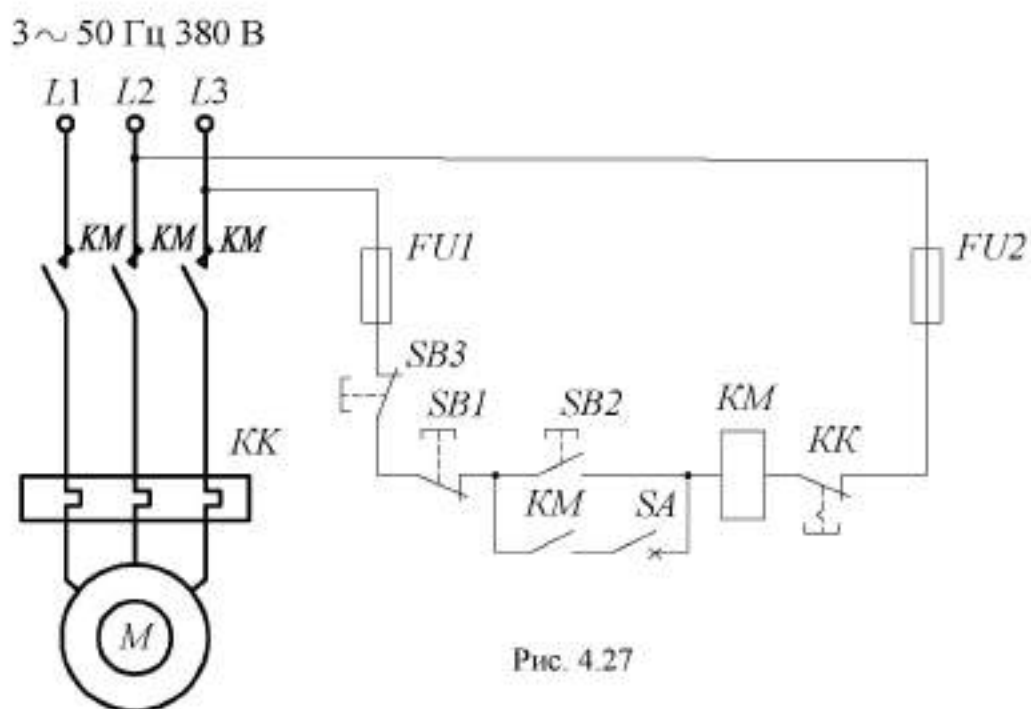 3~ 50 Гц 380 В
L1 L2 L3
KM KM KM
FU1
FU2
SB3
SB1
SB2
KM
KK
KK
KM
SA
M
Рис. 4.27